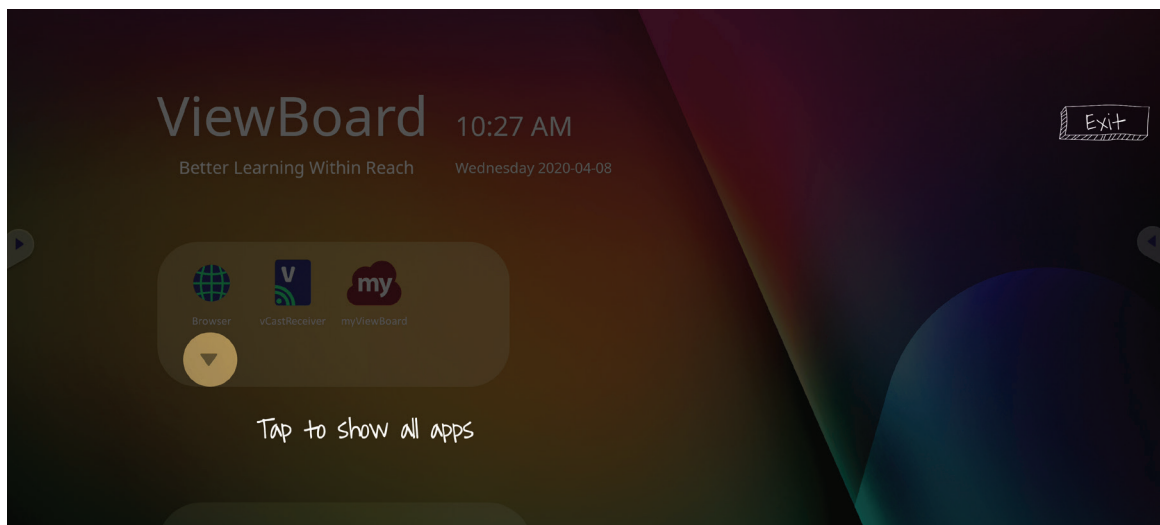 ViewBoard
10:27 AM
Better Learning Within Reach
Wednesday 2020-04-08
Exit
V
my
Browser
vCastReceiver
myViewBoard
Tap to show all apps